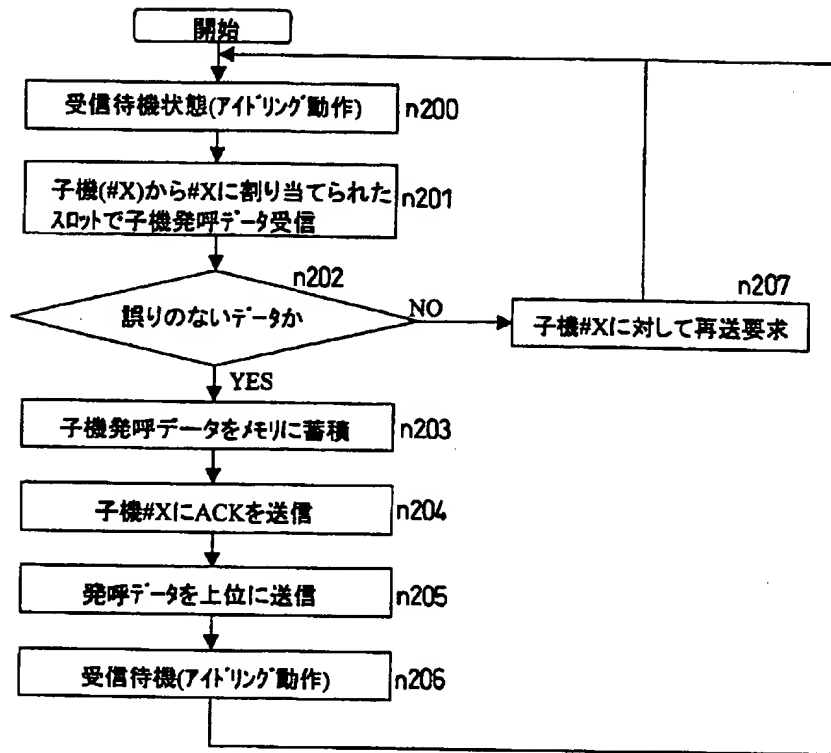 開始
受信待機状態(アイドリング動作)
n200
子機(#X)から#Xに割り当てられた
スロットで子機発呼データ受信
n201
n202
誤りのないデータか
NO
YES
n207
子機#Xに対して再送要求
子機発呼データをメモリに蓄積
n203
子機#XにACKを送信
n204
発呼データを上位に送信
n205
受信待機(アイドリング動作)
n206